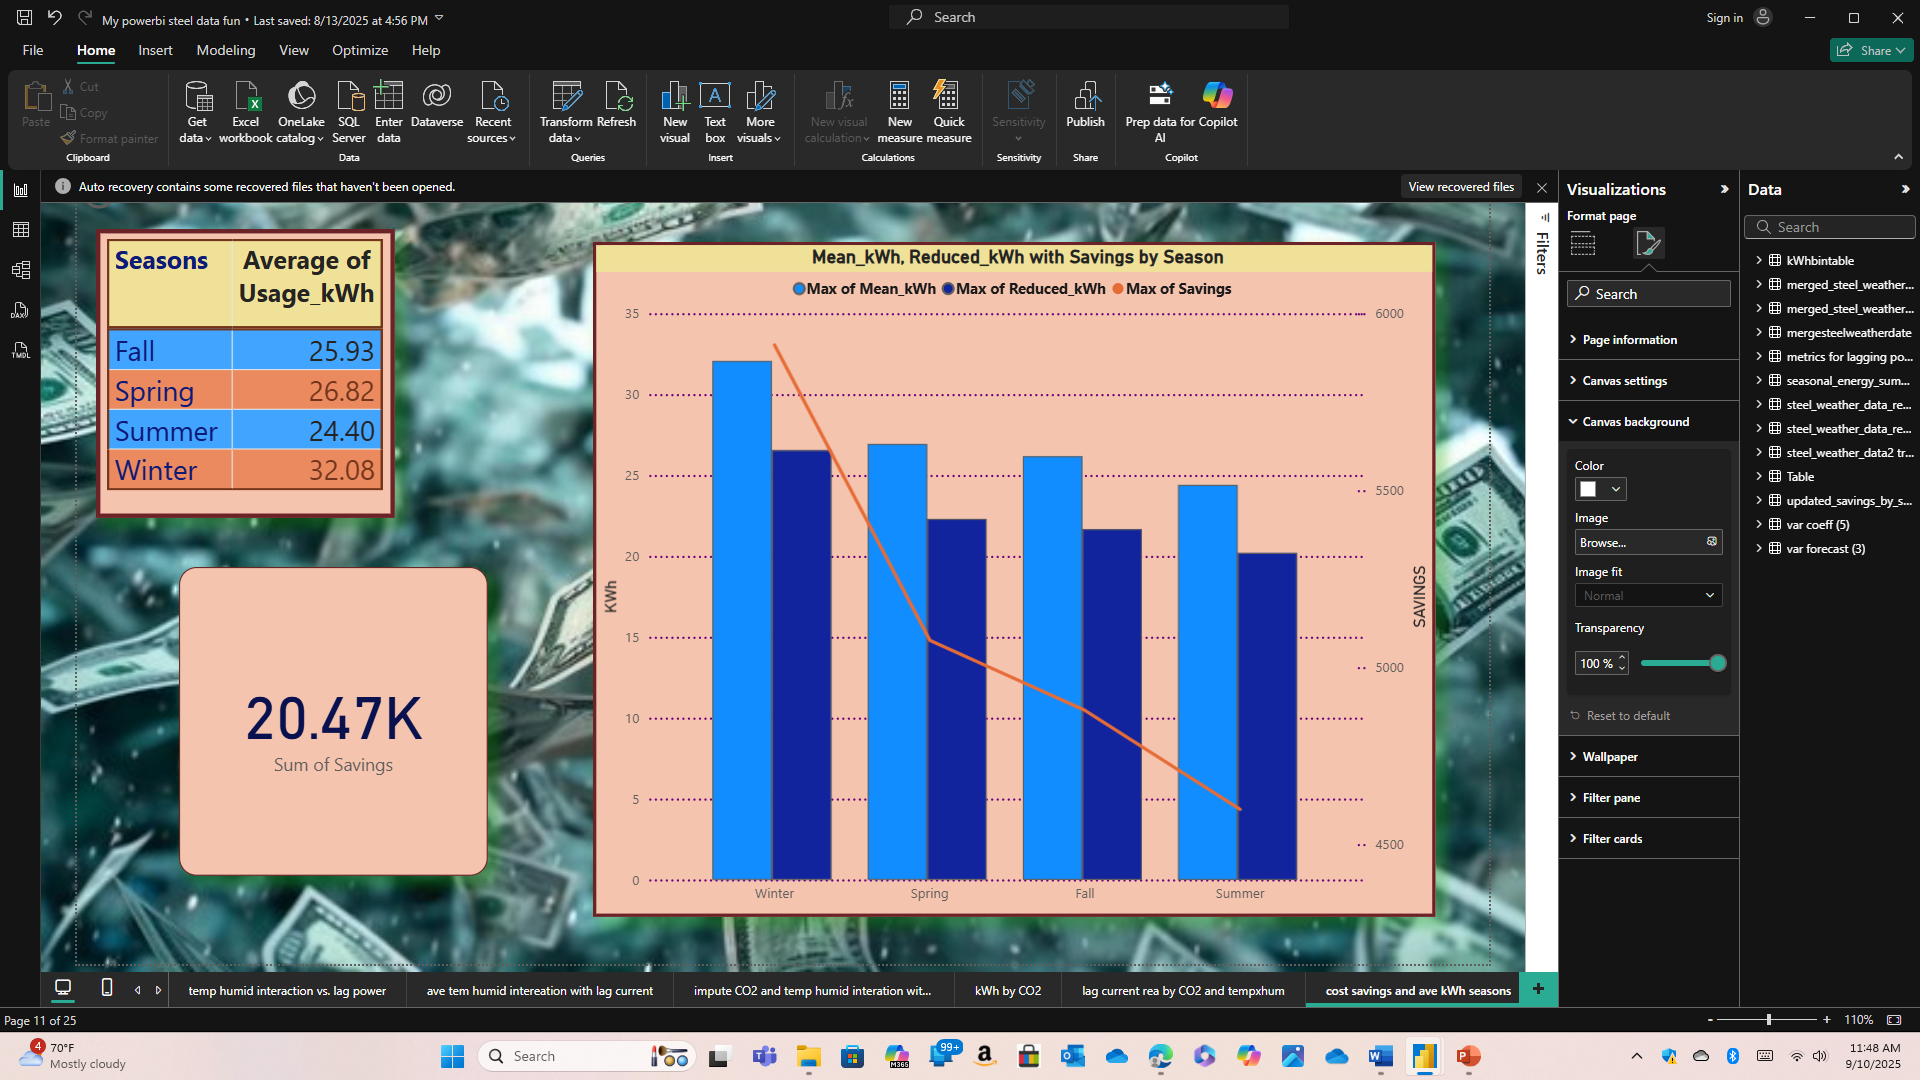 My powerbi steel data fun • Last saved: 8/13/2025 at 4:56 PM
Search
Sign in
File
Home
Insert
Modeling
View
Optimize
Help
Share
Paste
Cut
Copy
Format painter
Clipboard
Get data
Excel workbook
OneLake catalog
SQL Server
Enter data
Dataverse
Recent sources
Data
Transform data
Refresh
Queries
New visual
Text box
More visuals
Insert
New visual calculation
New measure
Quick measure
Calculations
Sensitivity
Sensitivity
Publish
Share
Prep data for AI
Copilot
Copilot
Auto recovery contains some recovered files that haven't been opened.
View recovered files
Seasons
Average of
Usage_kWh
Fall 25.93
Spring 26.82
Summer 24.40
Winter 32.08
20.47K
Sum of Savings
Mean_kWh, Reduced_kWh with Savings by Season
Max of Mean_kWh Max of Reduced_kWh Max of Savings
35
30
25
20
15
10
5
0
KWh
6000
5500
5000
4500
SAVINGS
Winter Spring Fall Summer
Filters
Visualizations
Format page
Search
Page information
Canvas settings
Canvas background
Color
Image
Browse...
Image fit
Normal
Transparency
100 %
Reset to default
Wallpaper
Filter pane
Filter cards
Data
Search
kWhbintable
merged_steel_weather...
merged_steel_weather...
mergesteelweatherdate
metrics for lagging po...
seasonal_energy_sum...
steel_weather_data_re...
steel_weather_data_re...
steel_weather_data2 tr...
Table
updated_savings_by_s...
var coeff (5)
var forecast (3)
temp humid interaction vs. lag power
ave tem humid intereation with lag current
impute CO2 and temp humid interation wit...
kWh by CO2
lag current rea by CO2 and tempxhum
cost savings and ave kWh seasons
Page 11 of 25
- + 110%
4
70°F
Mostly cloudy
Search
M365
99+
11:48 AM
9/10/2025
DAX
TMDL